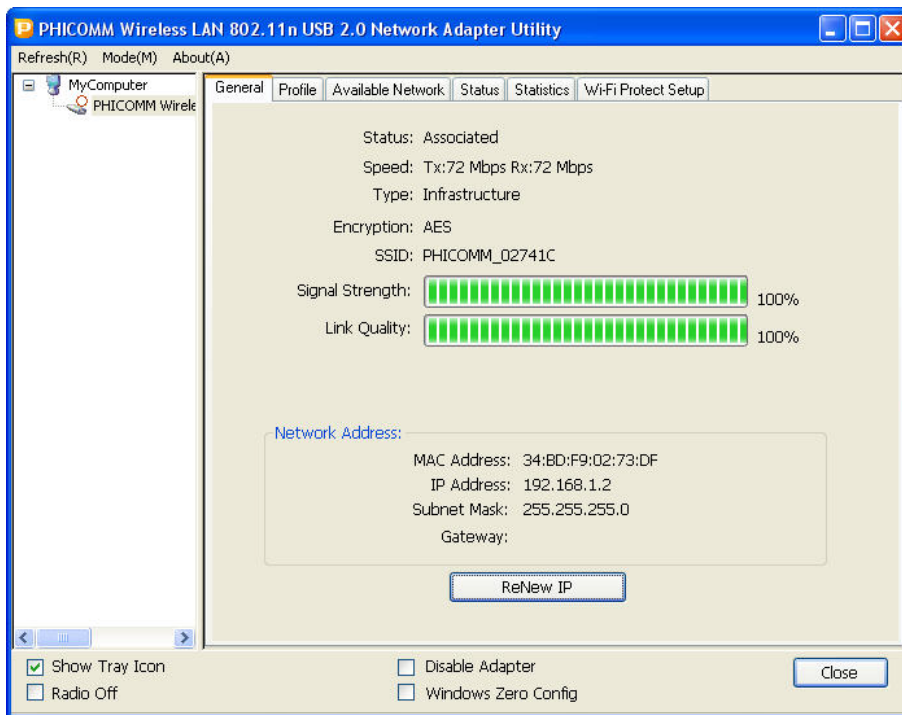 PHICOMM Wireless LAN 802.11n USB 2.0 Network Adapter Utility
Refresh(R) Mode(M) About(A)
MyComputer
PHICOMM Wirele
General Profile Available Network Status Statistics Wi-Fi Protect Setup
Status: Associated
Speed: Tx:72 Mbps Rx:72 Mbps
Type: Infrastructure
Encryption: AES
SSID: PHICOMM_02741C
Signal Strength: 100%
Link Quality: 100%
Network Address:
MAC Address: 34:BD:F9:02:73:DF
IP Address: 192.168.1.2
Subnet Mask: 255.255.255.0
Gateway:
ReNew IP
Show Tray Icon
Radio Off
Disable Adapter
Windows Zero Config
Close